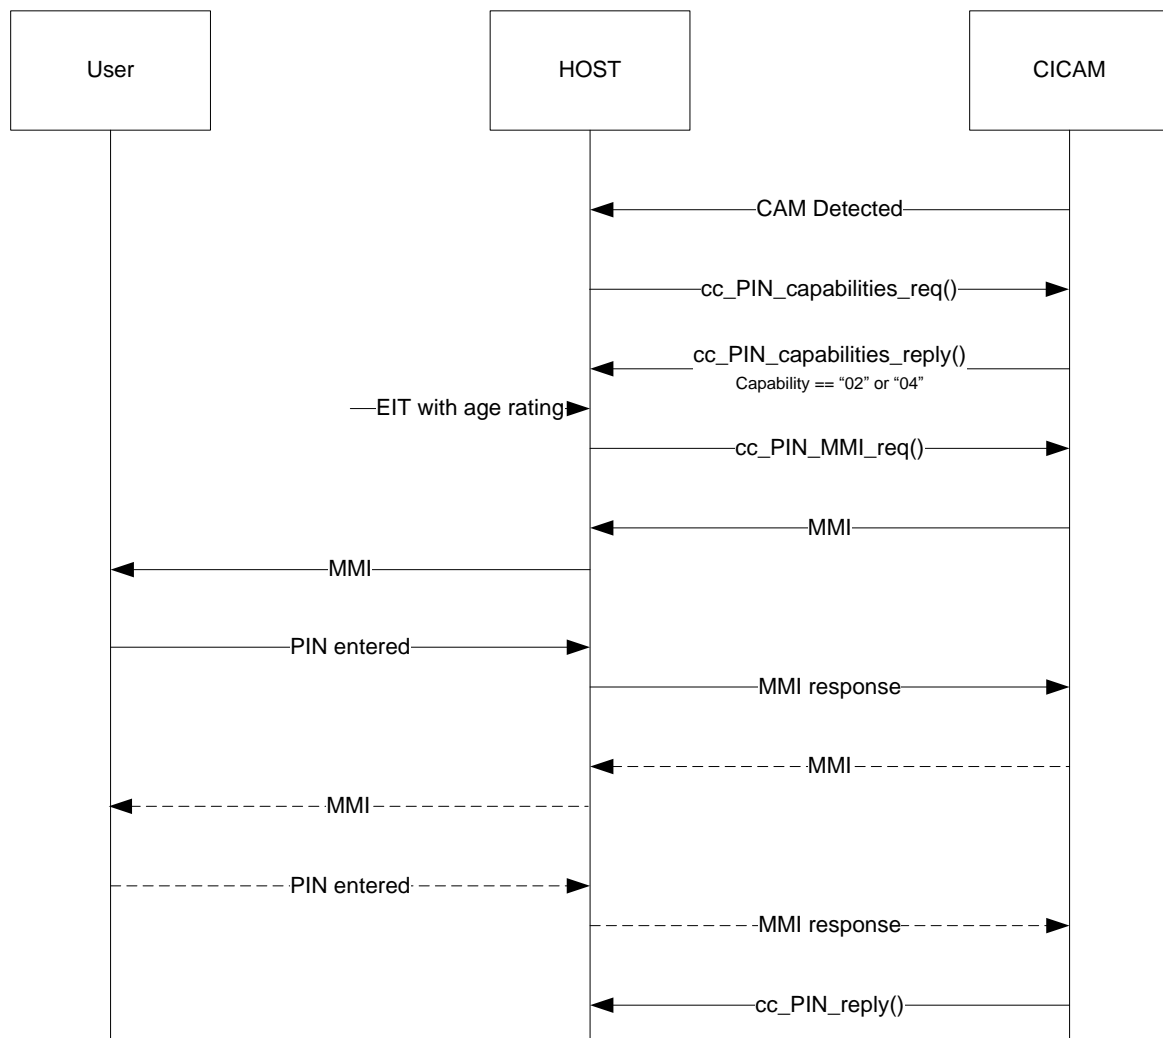 User
HOST
CICAM
CAM Detected
cc_PIN_capabilities_req()
cc_PIN_capabilities_reply()
Capability == “02” or “04”
EIT with age rating
cc_PIN_MMI_req()
MMI
MMI
PIN entered
MMI response
MMI
MMI
PIN entered
MMI response
cc_PIN_reply()